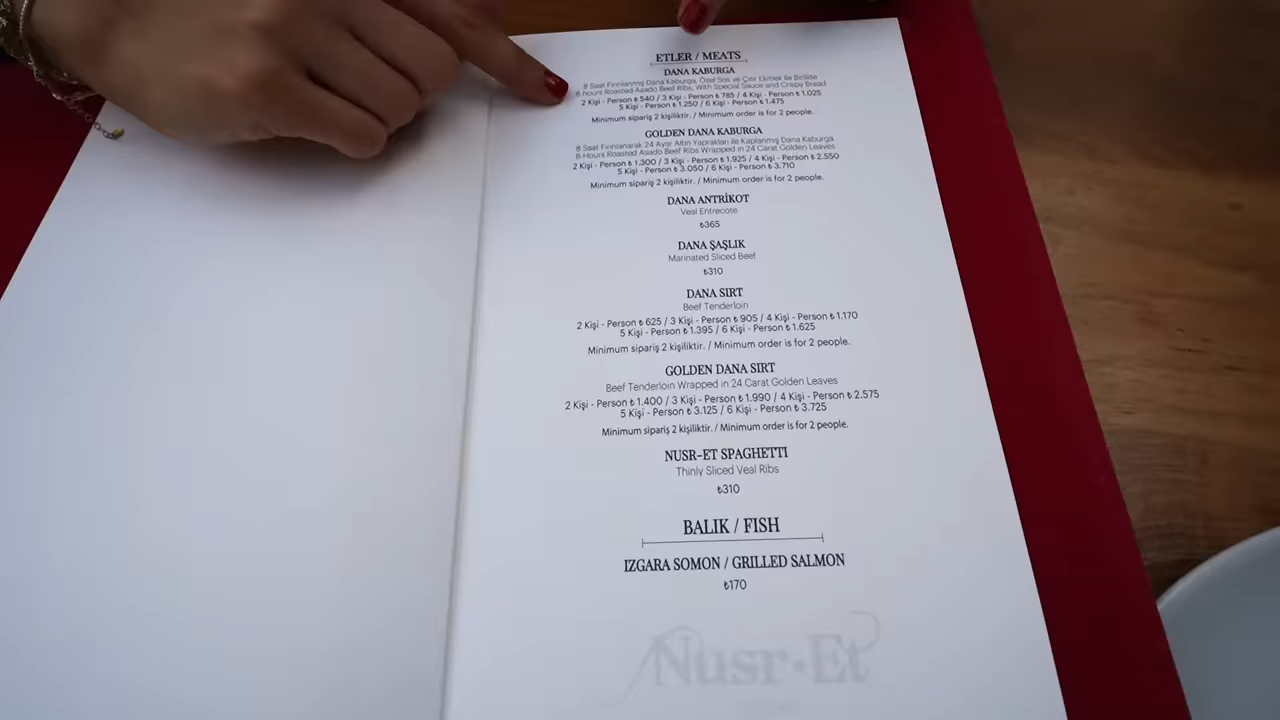 ETLER / MEATS
DANA KABURGA
8 Saat Fırınlanmış Dana Kaburga, Özel Sos ve Çıtır Ekmek ile Birlikte
8-hours Roasted Asado Beef Ribs, With Special Sauce and Crispy Bread
2 Kişi - Person ₺ 540 / 3 Kişi - Person ₺ 785 / 4 Kişi - Person ₺ 1.025
5 Kişi - Person ₺ 1.250 / 6 Kişi - Person ₺ 1.475
Minimum sipariş 2 kişiliktir. / Minimum order is for 2 people.
GOLDEN DANA KABURGA
8 Saat Fırınlanarak 24 Ayar Altın Yaprakları ile Kaplanmış Dana Kaburga
8-Hours Roasted Asado Beef Ribs Wrapped in 24 Carat Golden Leaves
2 Kişi - Person ₺ 1.300 / 3 Kişi - Person ₺ 1.925 / 4 Kişi - Person ₺ 2.550
5 Kişi - Person ₺ 3.050 / 6 Kişi - Person ₺ 3.710
Minimum sipariş 2 kişiliktir. / Minimum order is for 2 people.
DANA ANTRİKOT
Veal Entrecote
₺365
DANA ŞAŞLIK
Marinated Sliced Beef
₺310
DANA SIRT
Beef Tenderloin
2 Kişi - Person ₺ 625 / 3 Kişi - Person ₺ 905 / 4 Kişi - Person ₺ 1.170
5 Kişi - Person ₺ 1.395 / 6 Kişi - Person ₺ 1.625
Minimum sipariş 2 kişiliktir. / Minimum order is for 2 people.
GOLDEN DANA SIRT
Beef Tenderloin Wrapped in 24 Carat Golden Leaves
2 Kişi - Person ₺ 1.400 / 3 Kişi - Person ₺ 1.990 / 4 Kişi - Person ₺ 2.575
5 Kişi - Person ₺ 3.125 / 6 Kişi - Person ₺ 3.725
Minimum sipariş 2 kişiliktir. / Minimum order is for 2 people.
NUSR-ET SPAGHETTI
Thinly Sliced Veal Ribs
₺310
BALIK / FISH
IZGARA SOMON / GRILLED SALMON
₺170
Nusr·Et